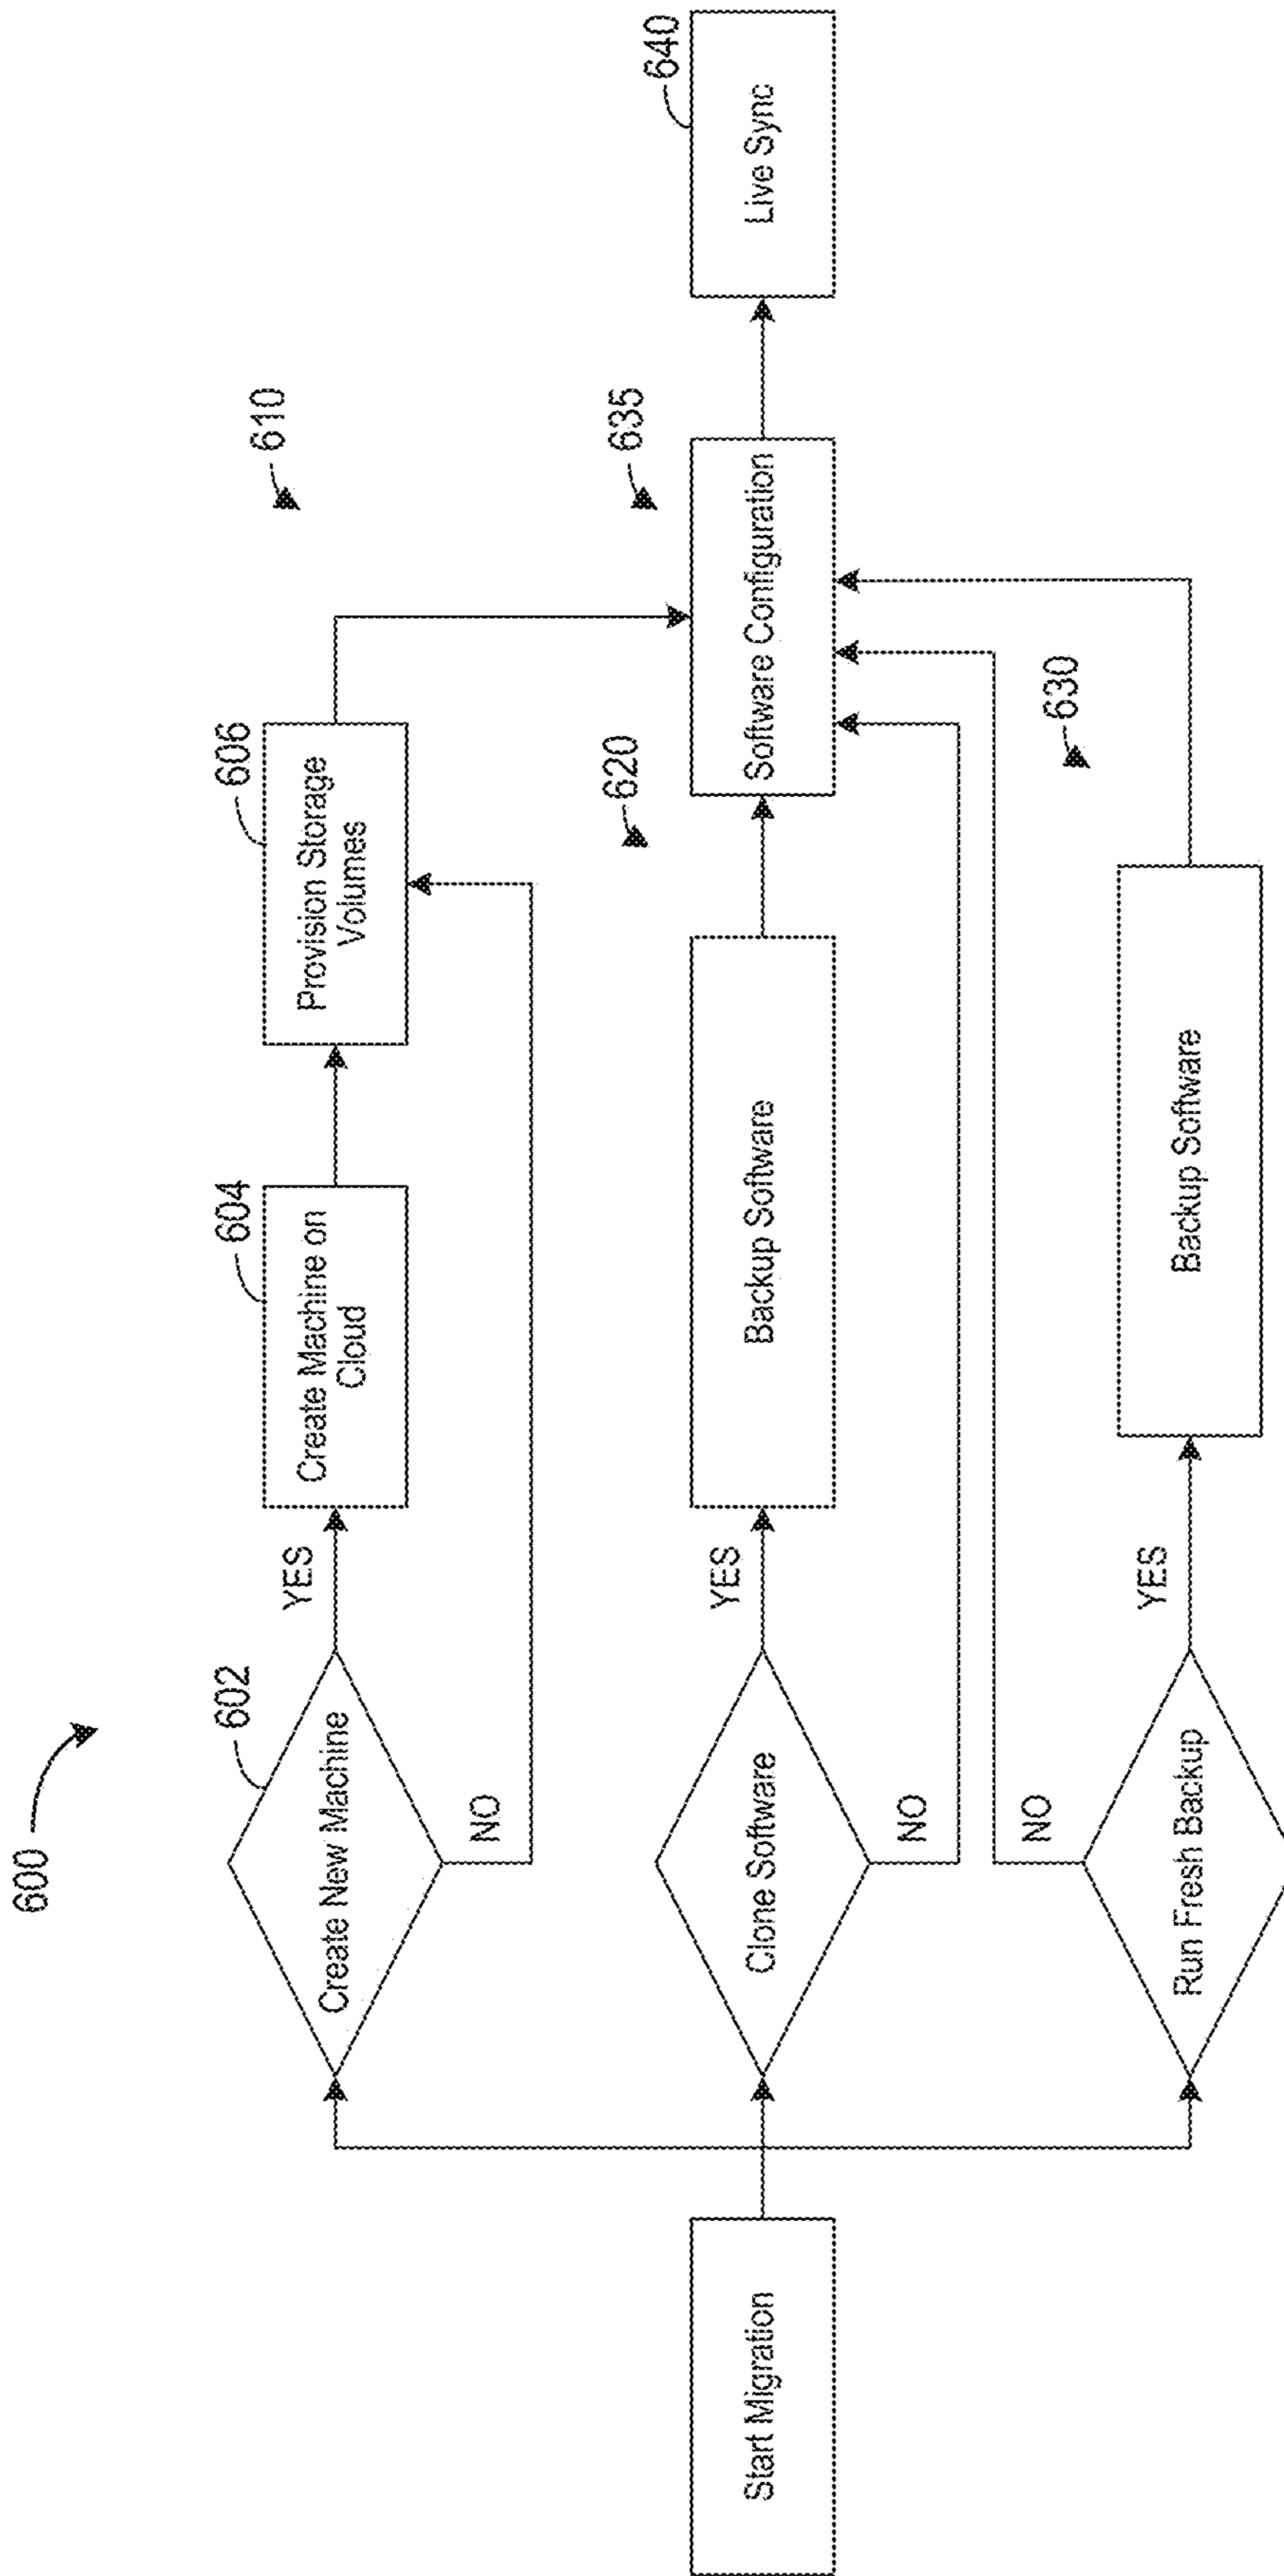 600
610
602
604
606
Create New Machine
YES
Create Machine on
Cloud
Provision Storage
Volumes
NO
620
635
640
Start Migration
Clone Software
YES
Backup Software
Software Configuration
Live Sync
NO
NO
630
Run Fresh Backup
YES
Backup Software